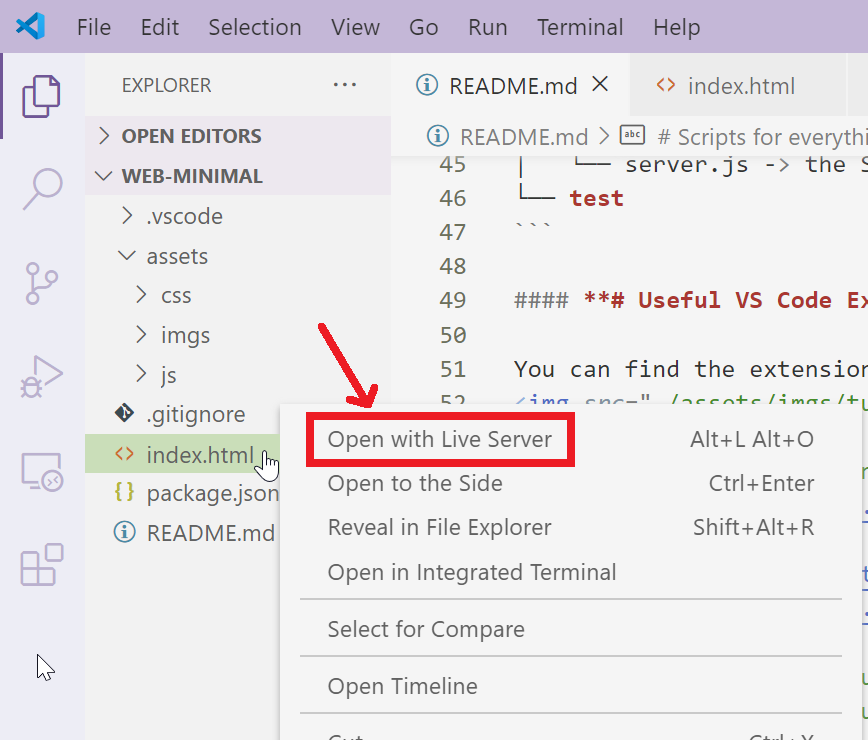 File Edit Selection View Go Run Terminal Help
EXPLORER ···
OPEN EDITORS
WEB-MINIMAL
.vscode
assets
css
imgs
js
.gitignore
index.html
package.json
README.md
README.md index.html
README.md > abc # Scripts for everythi
45 │ └── server.js -> the S
46 └── test
47 ```
48
49 #### **# Useful VS Code Ex
50
51 You can find the extension
52 <img src="./assets/imgs/tu
Open with Live Server Alt+L Alt+O
Open to the Side Ctrl+Enter
Reveal in File Explorer Shift+Alt+R
Open in Integrated Terminal
Select for Compare
Open Timeline
Cut Ctrl+X